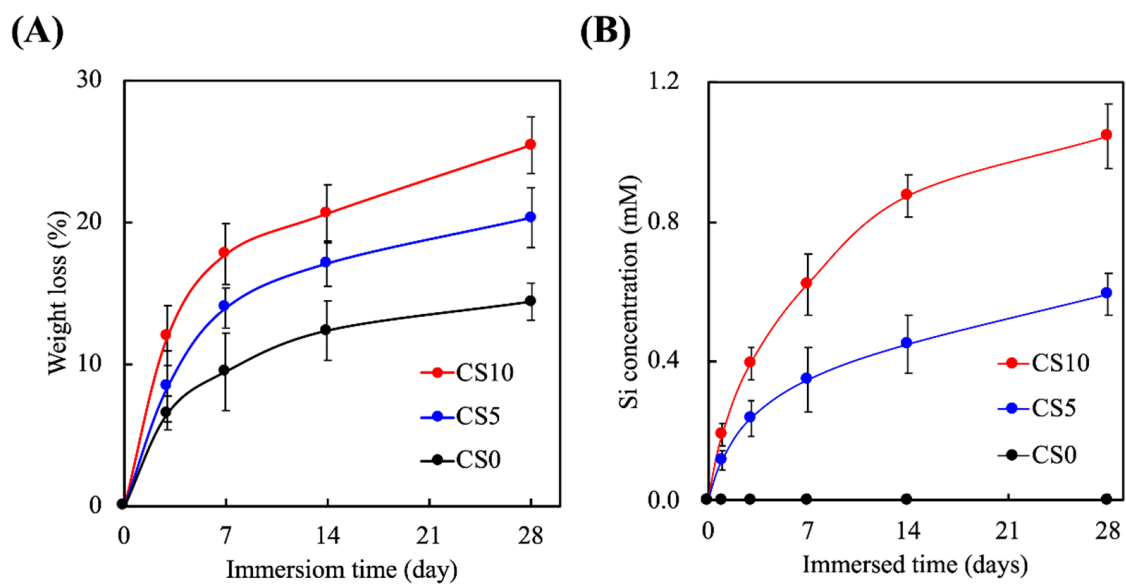 (A)
Weight loss (%)
30
20
10
0
CS10
CS5
CS0
0 7 14 21 28
Immersiom time (day)
(B)
Si concentration (mM)
1.2
0.8
0.4
0.0
CS10
CS5
CS0
0 7 14 21 28
Immersed time (days)